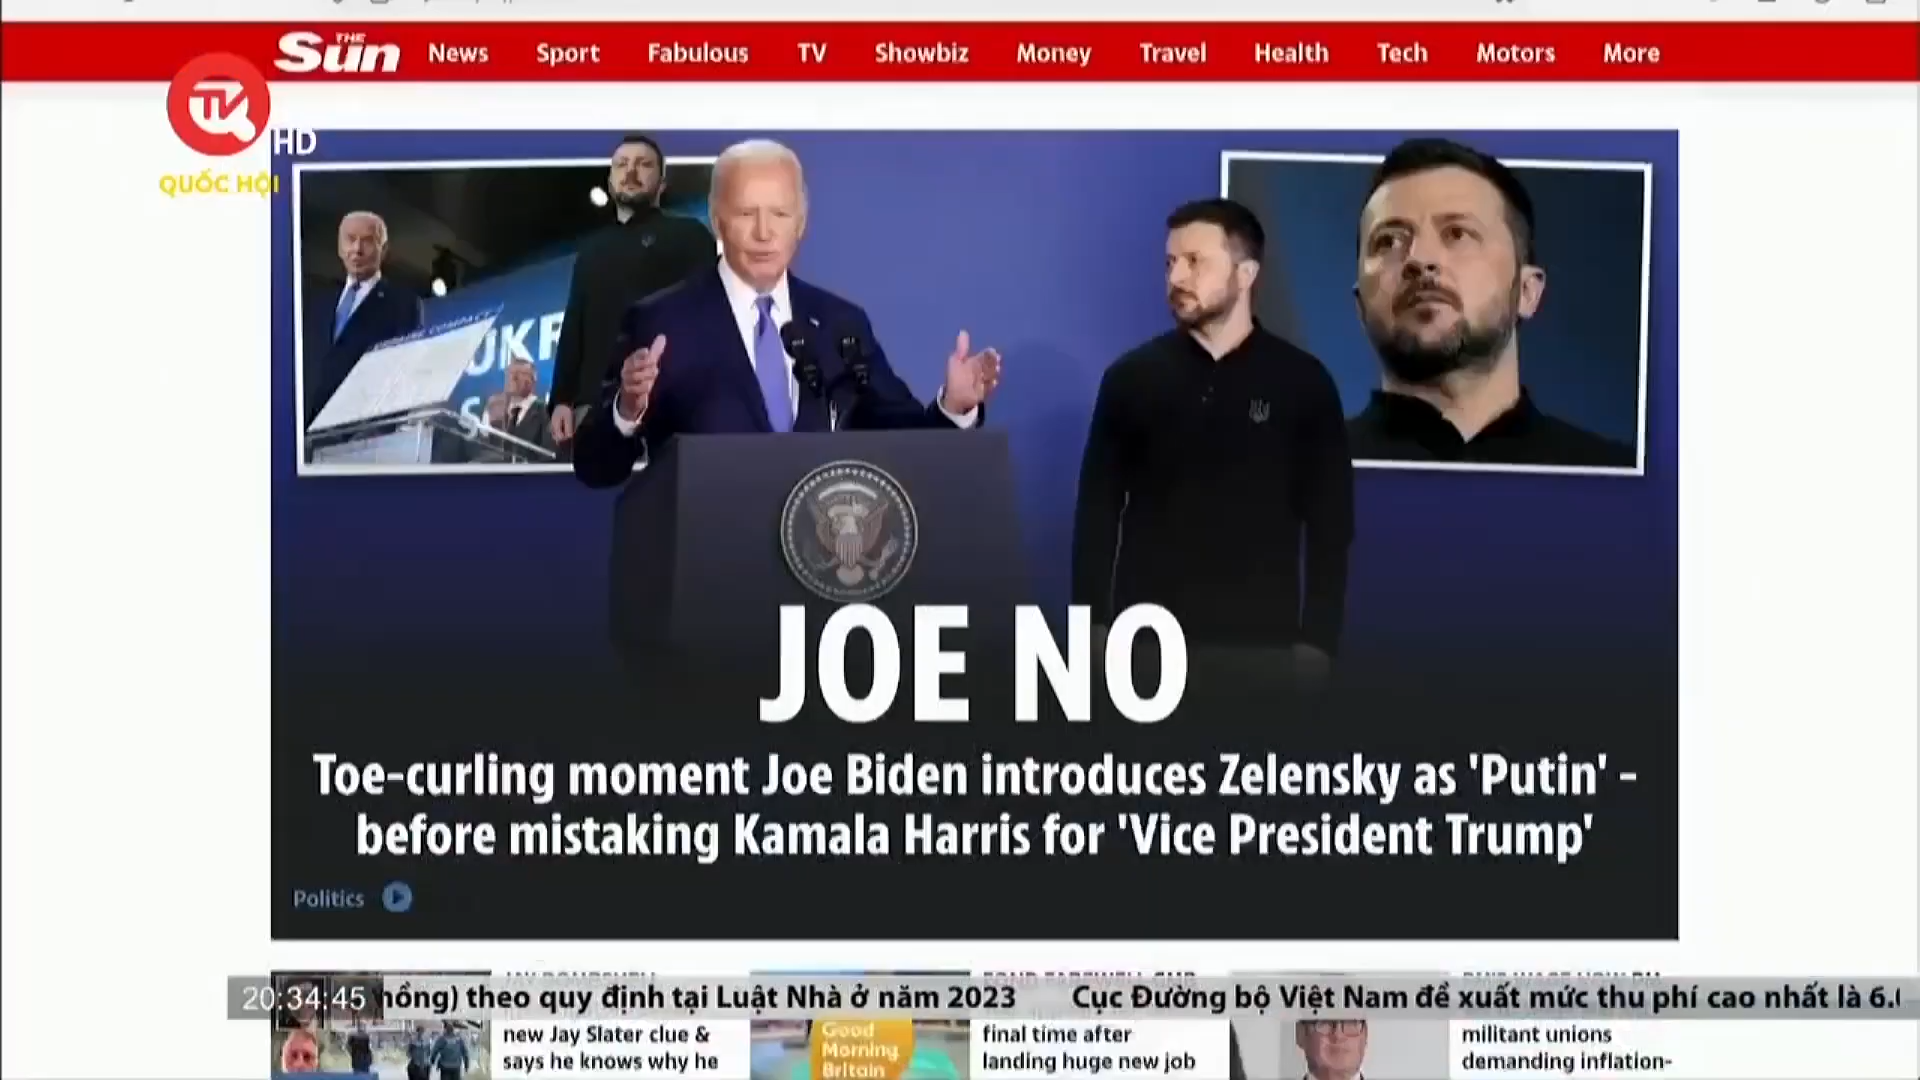 THE Sun News Sport Fabulous TV Showbiz Money Travel Health Tech Motors More
TV
HD
QUỐC HỘI
UKR
JOE NO
Toe-curling moment Joe Biden introduces Zelensky as 'Putin' -
before mistaking Kamala Harris for 'Vice President Trump'
Politics
20:34:45 hồng) theo quy định tại Luật Nhà ở năm 2023 Cục Đường bộ Việt Nam đề xuất mức thu phí cao nhất là 6.
new Jay Slater clue &
says he knows why he
Good
Morning
Britain
final time after
landing huge new job
militant unions
demanding inflation-